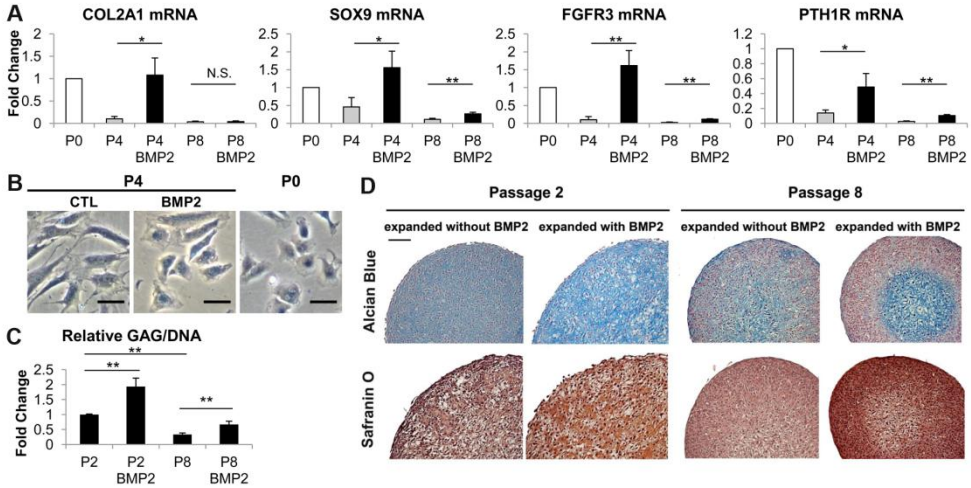 A
COL2A1 mRNA
SOX9 mRNA
FGFR3 mRNA
PTH1R mRNA
Fold Change
1.5
1
0.5
0
*
N.S.
P0
P4
P4
BMP2
P8
P8
BMP2
2.5
2
1.5
1
0.5
0
*
**
P0
P4
P4
BMP2
P8
P8
BMP2
2.5
2
1.5
1
0.5
0
**
**
P0
P4
P4
BMP2
P8
P8
BMP2
1.2
1
0.8
0.6
0.4
0.2
0
*
**
P0
P4
P4
BMP2
P8
P8
BMP2
B
P4
P0
CTL
BMP2
C
Relative GAG/DNA
Fold Change
2.5
2
1.5
1
0.5
0
**
**
**
P2
P2
BMP2
P8
P8
BMP2
D
Passage 2
Passage 8
expanded without BMP2
expanded with BMP2
expanded without BMP2
expanded with BMP2
Alcian Blue
Safranin O